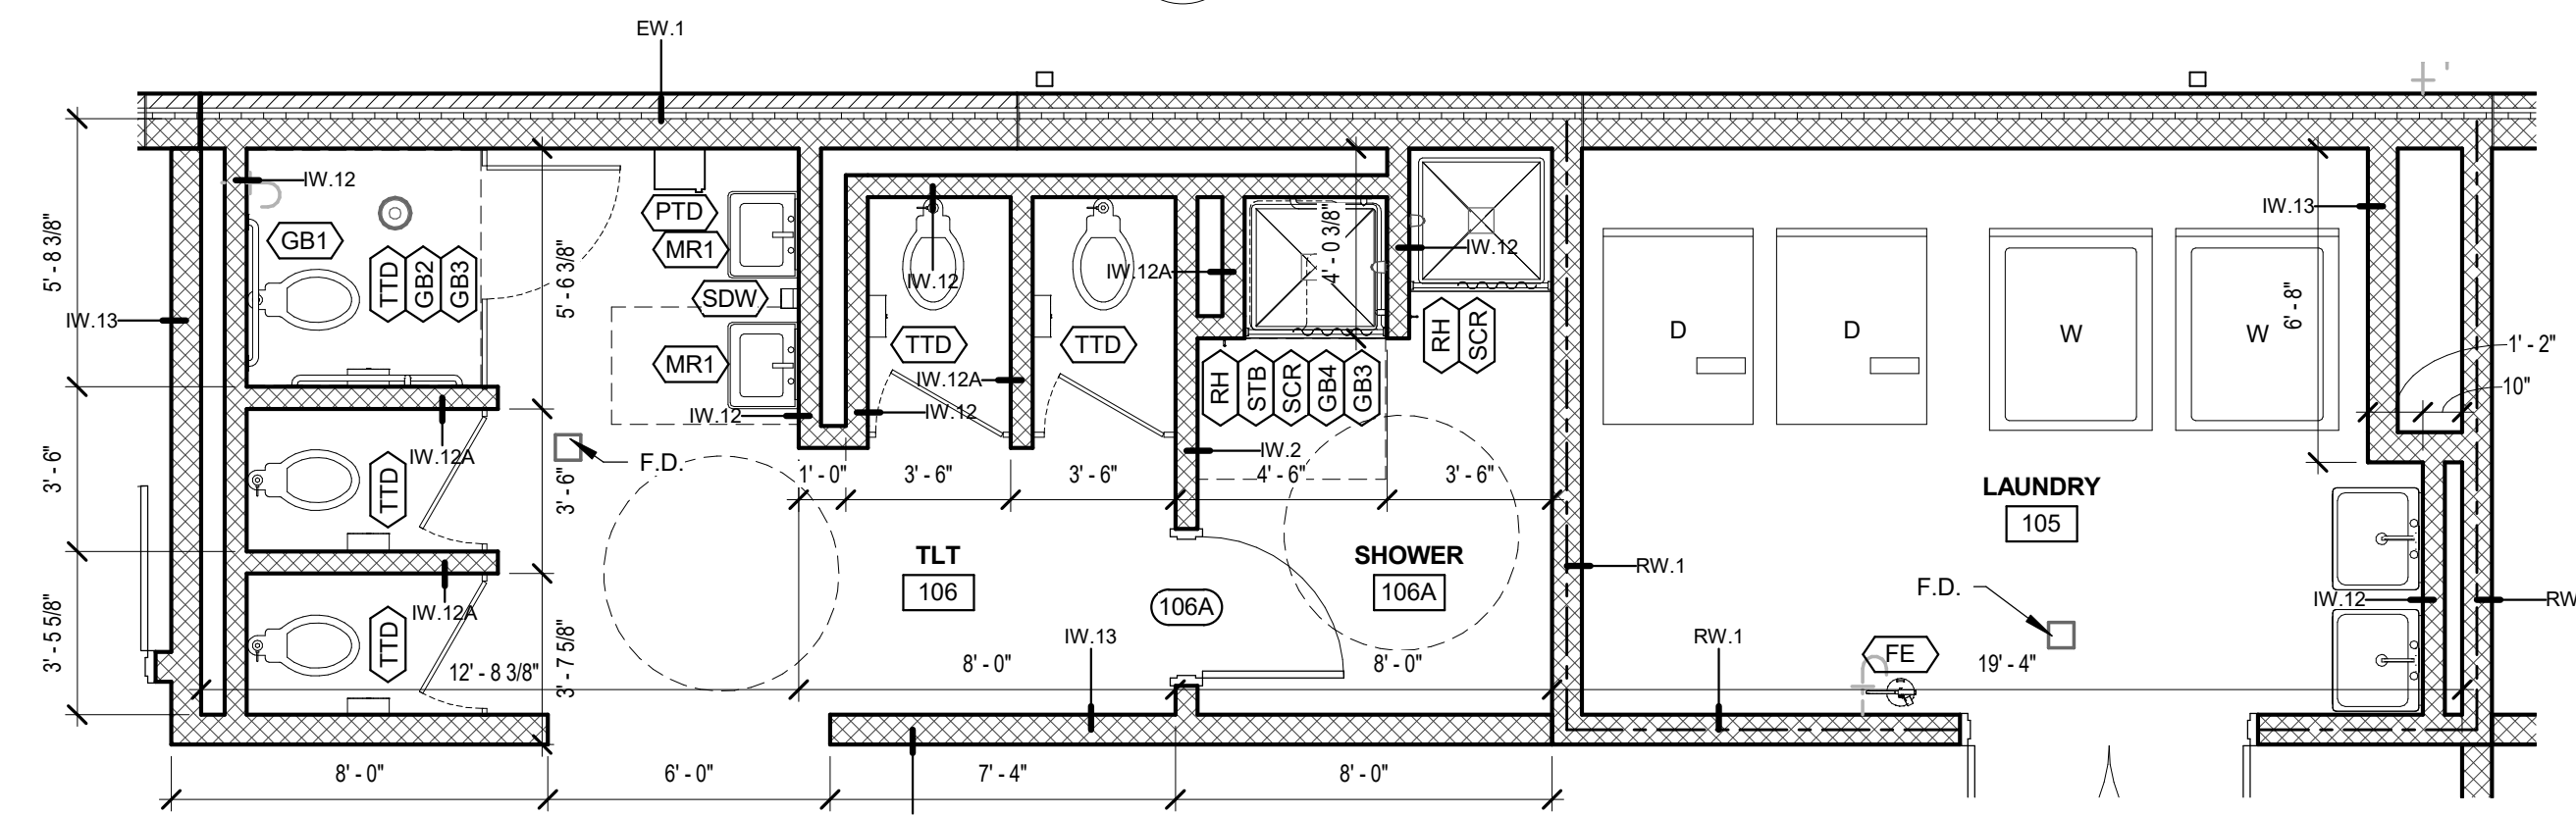 EW.1
IW.12
GB1
TTD
GB2
GB3
PTD
MR1
SDW
MR1
5' - 8 3/8"
5' - 6 3/8"
IW.13
IW.12
IW.12
TTD
TTD
IW.12A
IW.12
IW.12A
4' - 0 3/8"
IW.12
RH
SCR
RH
STB
SCR
GB4
GB3
D
D
W
W
IW.13
6' - 8"
1' - 2"
10"
3' - 6"
IW.12A
TTD
F.D.
3' - 6"
1' - 0"
3' - 6"
3' - 6"
IW.2
4' - 6"
3' - 6"
LAUNDRY
105
TLT
106
SHOWER
106A
106A
RW.1
F.D.
IW.12
RW
3' - 5 5/8"
IW.12A
TTD
12' - 8 3/8"
3' - 7 5/8"
IW.13
8' - 0"
8' - 0"
RW.1
FE
19' - 4"
8' - 0"
6' - 0"
7' - 4"
8' - 0"